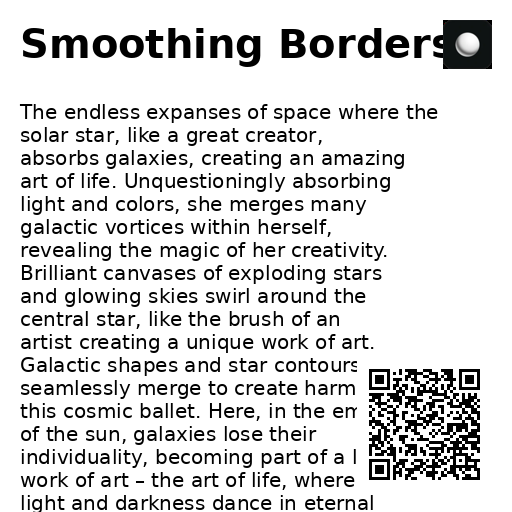 Smoothing Borders
The endless expanses of space where the
solar star, like a great creator,
absorbs galaxies, creating an amazing
art of life. Unquestioningly absorbing
light and colors, she merges many
galactic vortices within herself,
revealing the magic of her creativity.
Brilliant canvases of exploding stars
and glowing skies swirl around the
central star, like the brush of an
artist creating a unique work of art.
Galactic shapes and star contours
seamlessly merge to create
this cosmic ballet. Here, in the
of the sun, galaxies lose their
individuality, becoming part of a
work of art – the art of life, where
light and darkness dance in eternal